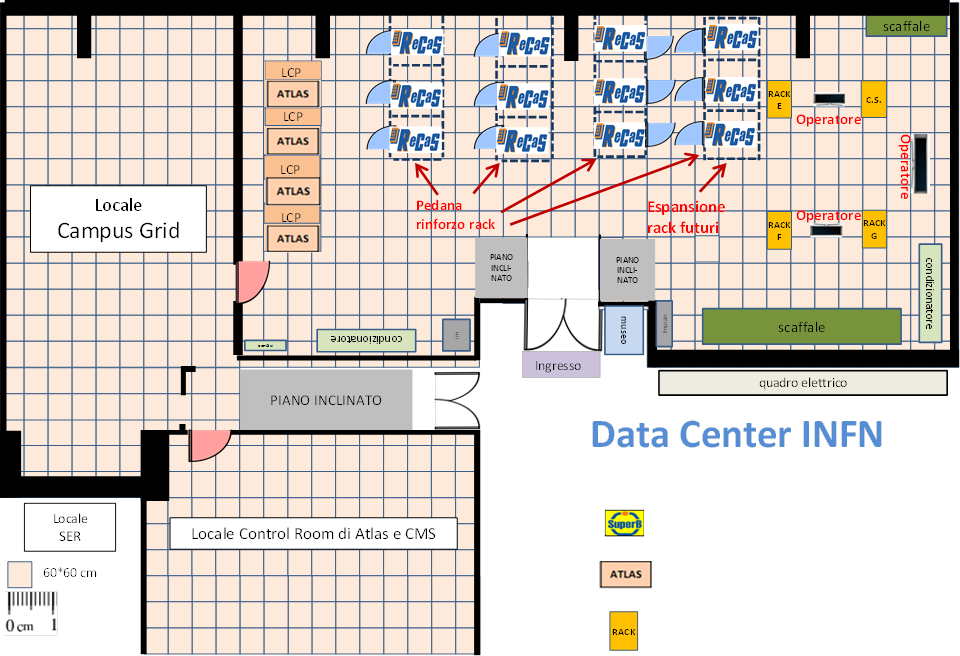 scaffale
ReCaS
ReCaS
ReCaS
ReCaS
LCP
ATLAS
ReCaS
ReCaS
ReCaS
ReCaS
RACK
E
c.s.
Operatore
LCP
ATLAS
ReCaS
ReCaS
ReCaS
ReCaS
Operatore
LCP
ATLAS
LCP
ATLAS
Pedana
rinforzo rack
Espansione
rack futuri
Operatore
RACK
F
RACK
G
Locale
Campus Grid
PIANO
INCLI-
NATO
PIANO
INCLI-
NATO
condizionatore
condizionatore
museo
scaffale
Ingresso
PIANO INCLINATO
quadro elettrico
Data Center INFN
Locale
SER
Locale Control Room di Atlas e CMS
SuperB
60*60 cm
ATLAS
0 cm 1
RACK